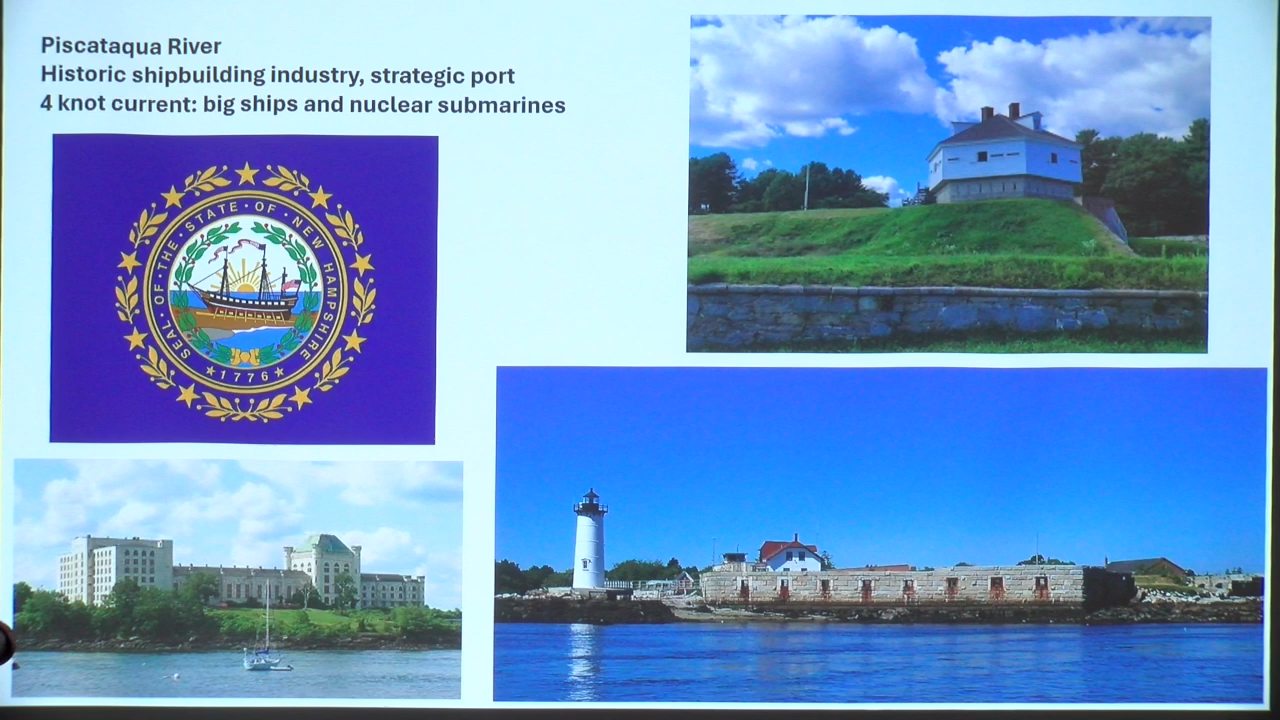 Piscataqua River
Historic shipbuilding industry, strategic port
4 knot current: big ships and nuclear submarines
SEAL · OF · THE · STATE · OF · NEW HAMPSHIRE
★ 1776 ★